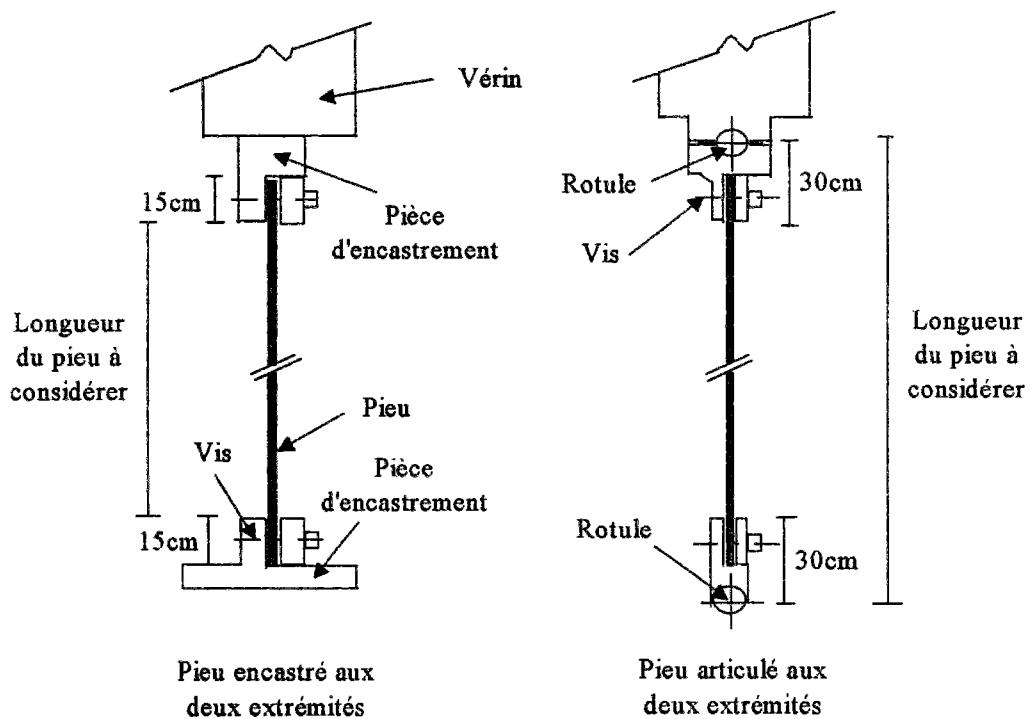 Vérin
15cm
Pièce
d'encastrement
Longueur
du pieu à
considérer
Pieu
Vis
Pièce
d'encastrement
15cm
Pieu encastré aux
deux extrémités
Rotule
30cm
Vis
Longueur
du pieu à
considérer
Rotule
30cm
Pieu articulé aux
deux extrémités